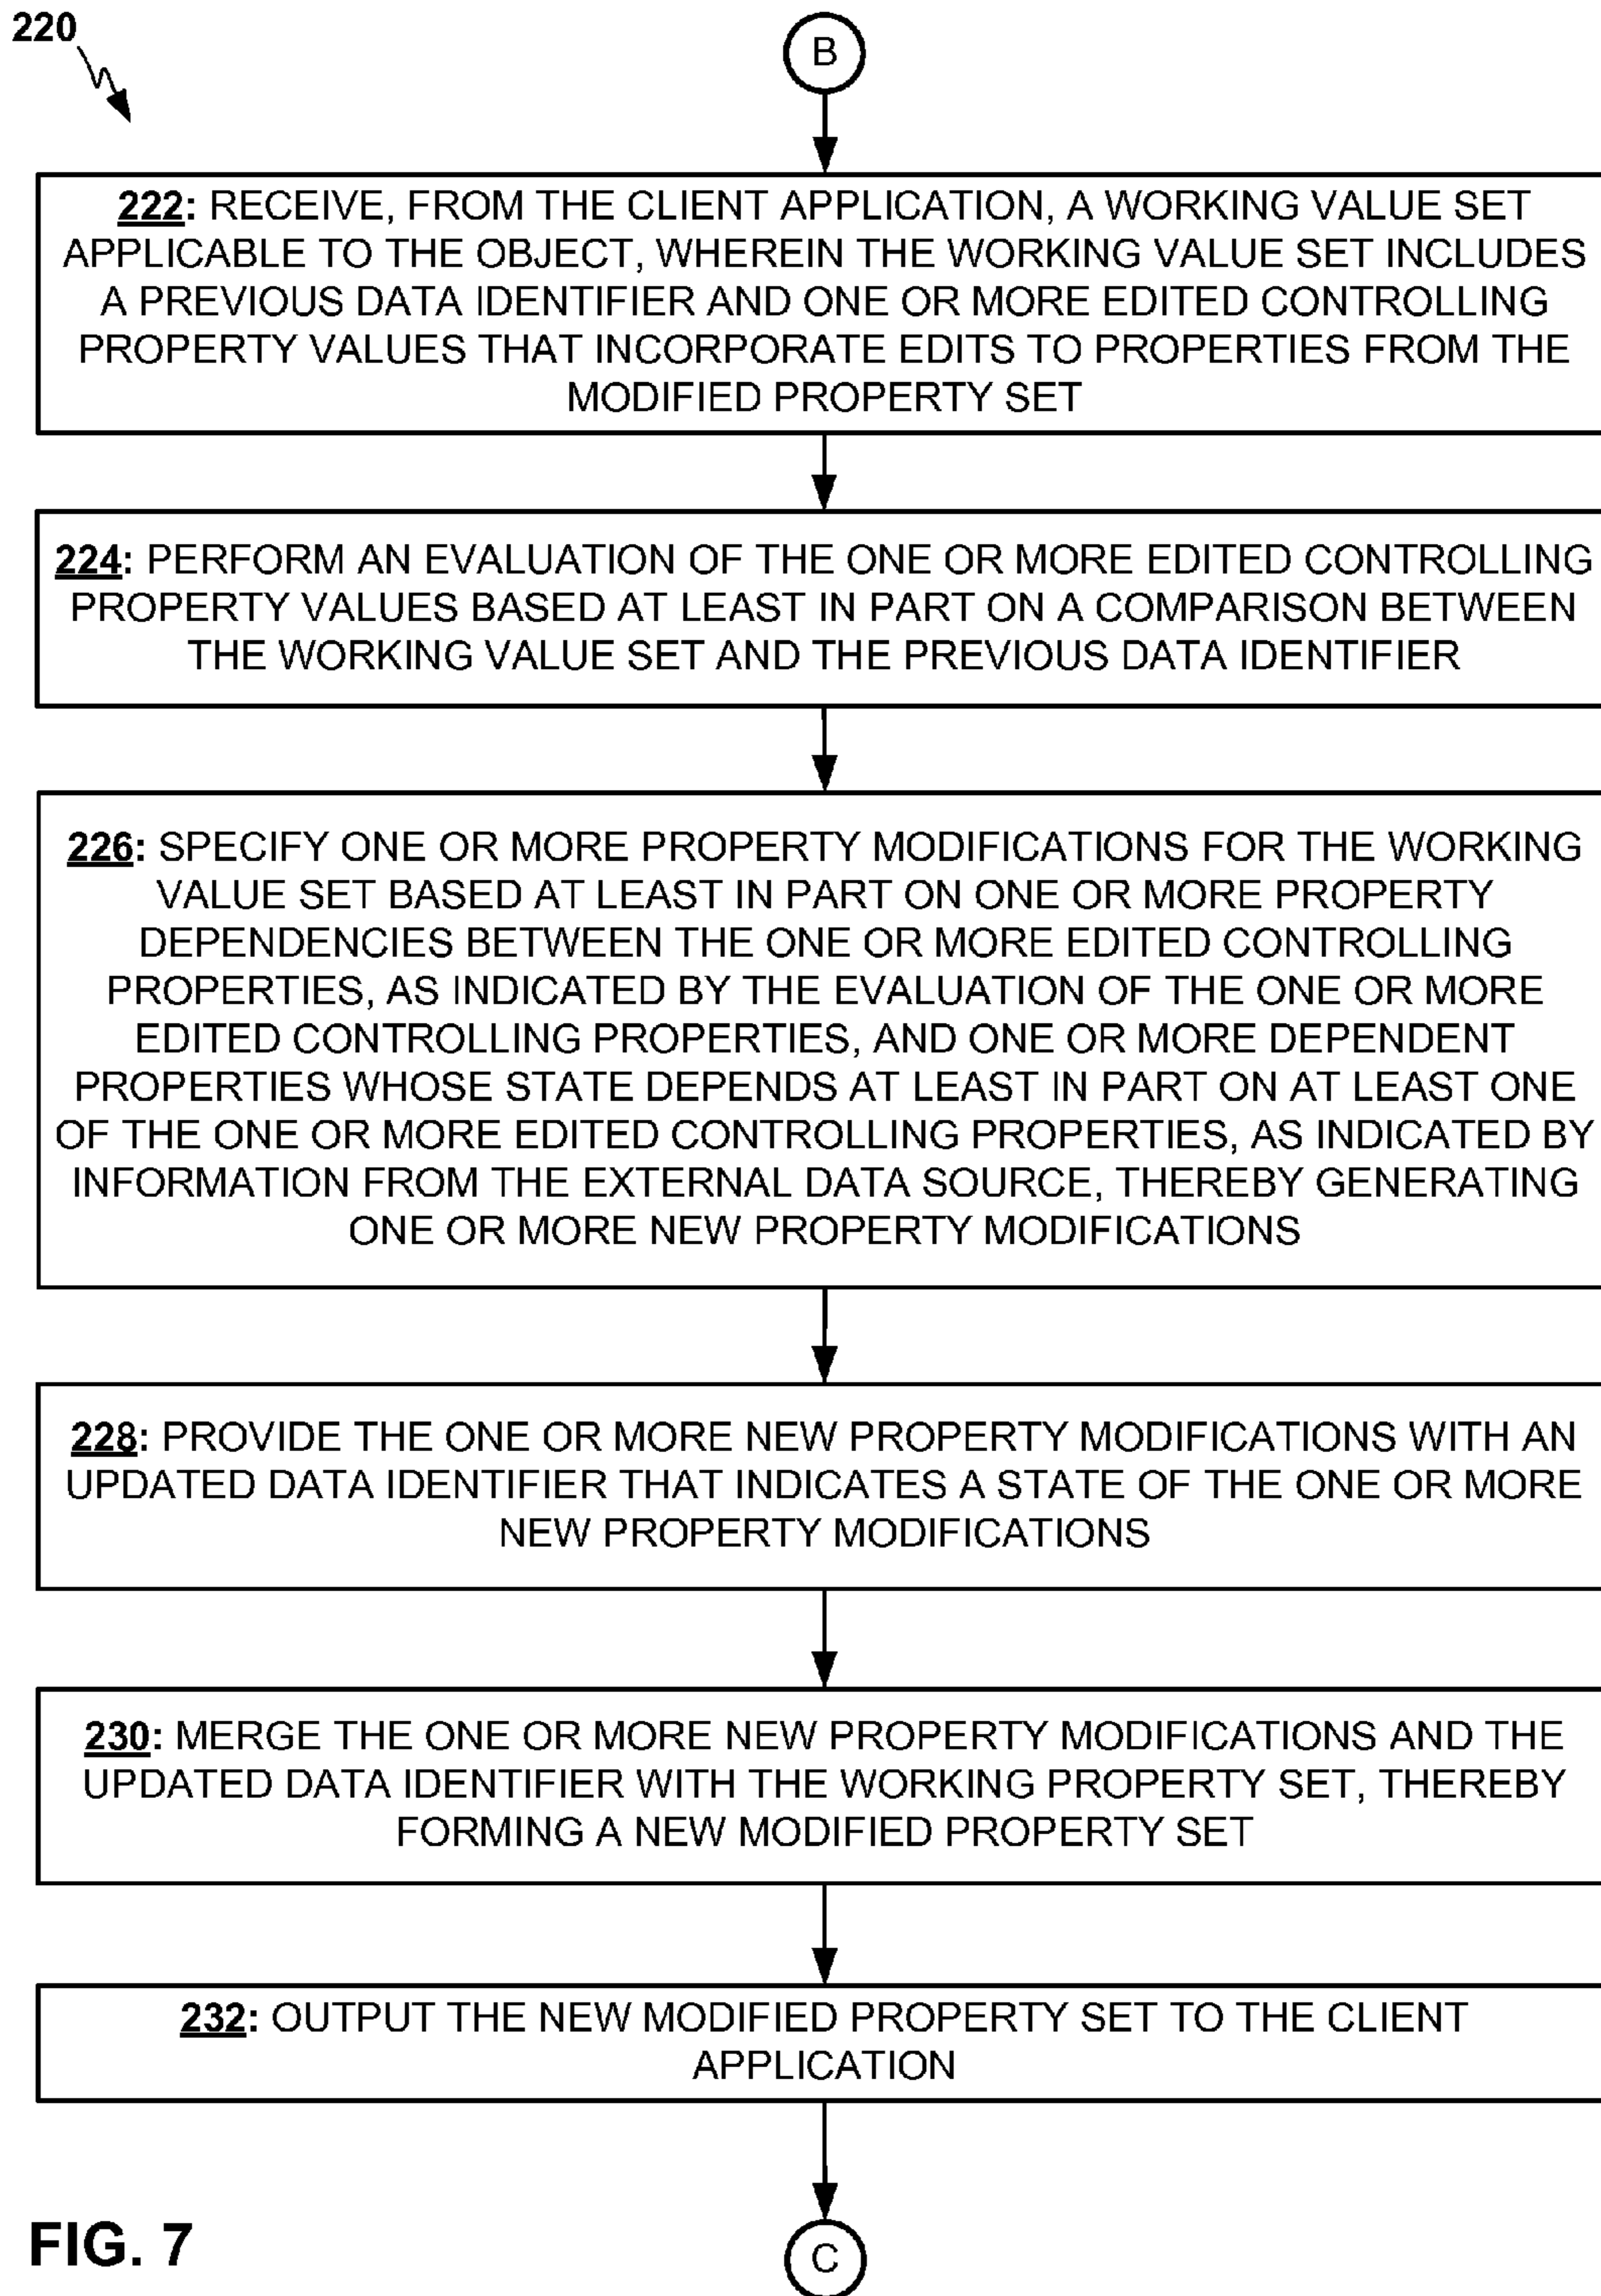 220
B
222: RECEIVE, FROM THE CLIENT APPLICATION, A WORKING VALUE SET
APPLICABLE TO THE OBJECT, WHEREIN THE WORKING VALUE SET INCLUDES
A PREVIOUS DATA IDENTIFIER AND ONE OR MORE EDITED CONTROLLING
PROPERTY VALUES THAT INCORPORATE EDITS TO PROPERTIES FROM THE
MODIFIED PROPERTY SET
224: PERFORM AN EVALUATION OF THE ONE OR MORE EDITED CONTROLLING
PROPERTY VALUES BASED AT LEAST IN PART ON A COMPARISON BETWEEN
THE WORKING VALUE SET AND THE PREVIOUS DATA IDENTIFIER
226: SPECIFY ONE OR MORE PROPERTY MODIFICATIONS FOR THE WORKING
VALUE SET BASED AT LEAST IN PART ON ONE OR MORE PROPERTY
DEPENDENCIES BETWEEN THE ONE OR MORE EDITED CONTROLLING
PROPERTIES, AS INDICATED BY THE EVALUATION OF THE ONE OR MORE
EDITED CONTROLLING PROPERTIES, AND ONE OR MORE DEPENDENT
PROPERTIES WHOSE STATE DEPENDS AT LEAST IN PART ON AT LEAST ONE
OF THE ONE OR MORE EDITED CONTROLLING PROPERTIES, AS INDICATED BY
INFORMATION FROM THE EXTERNAL DATA SOURCE, THEREBY GENERATING
ONE OR MORE NEW PROPERTY MODIFICATIONS
228: PROVIDE THE ONE OR MORE NEW PROPERTY MODIFICATIONS WITH AN
UPDATED DATA IDENTIFIER THAT INDICATES A STATE OF THE ONE OR MORE
NEW PROPERTY MODIFICATIONS
230: MERGE THE ONE OR MORE NEW PROPERTY MODIFICATIONS AND THE
UPDATED DATA IDENTIFIER WITH THE WORKING PROPERTY SET, THEREBY
FORMING A NEW MODIFIED PROPERTY SET
232: OUTPUT THE NEW MODIFIED PROPERTY SET TO THE CLIENT
APPLICATION
FIG. 7
C